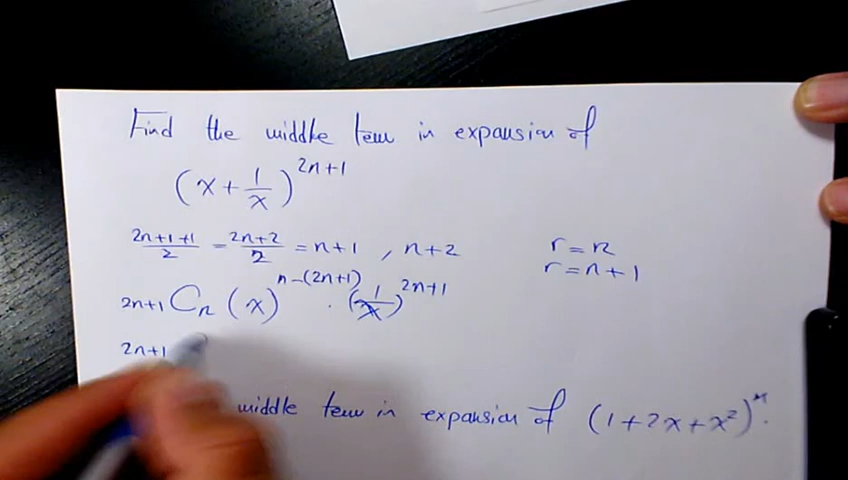 Find the middle term in expansion of
(x + 1/x)^2n+1
2n+1+1/2 = 2n+2/2 = n+1 , n+2 r = n
r = n+1
2n+1 C_n (x)^n-(2n+1) . (1/x)^2n+1
2n+1
middle term in expansion of (1+2x+x²)^n.